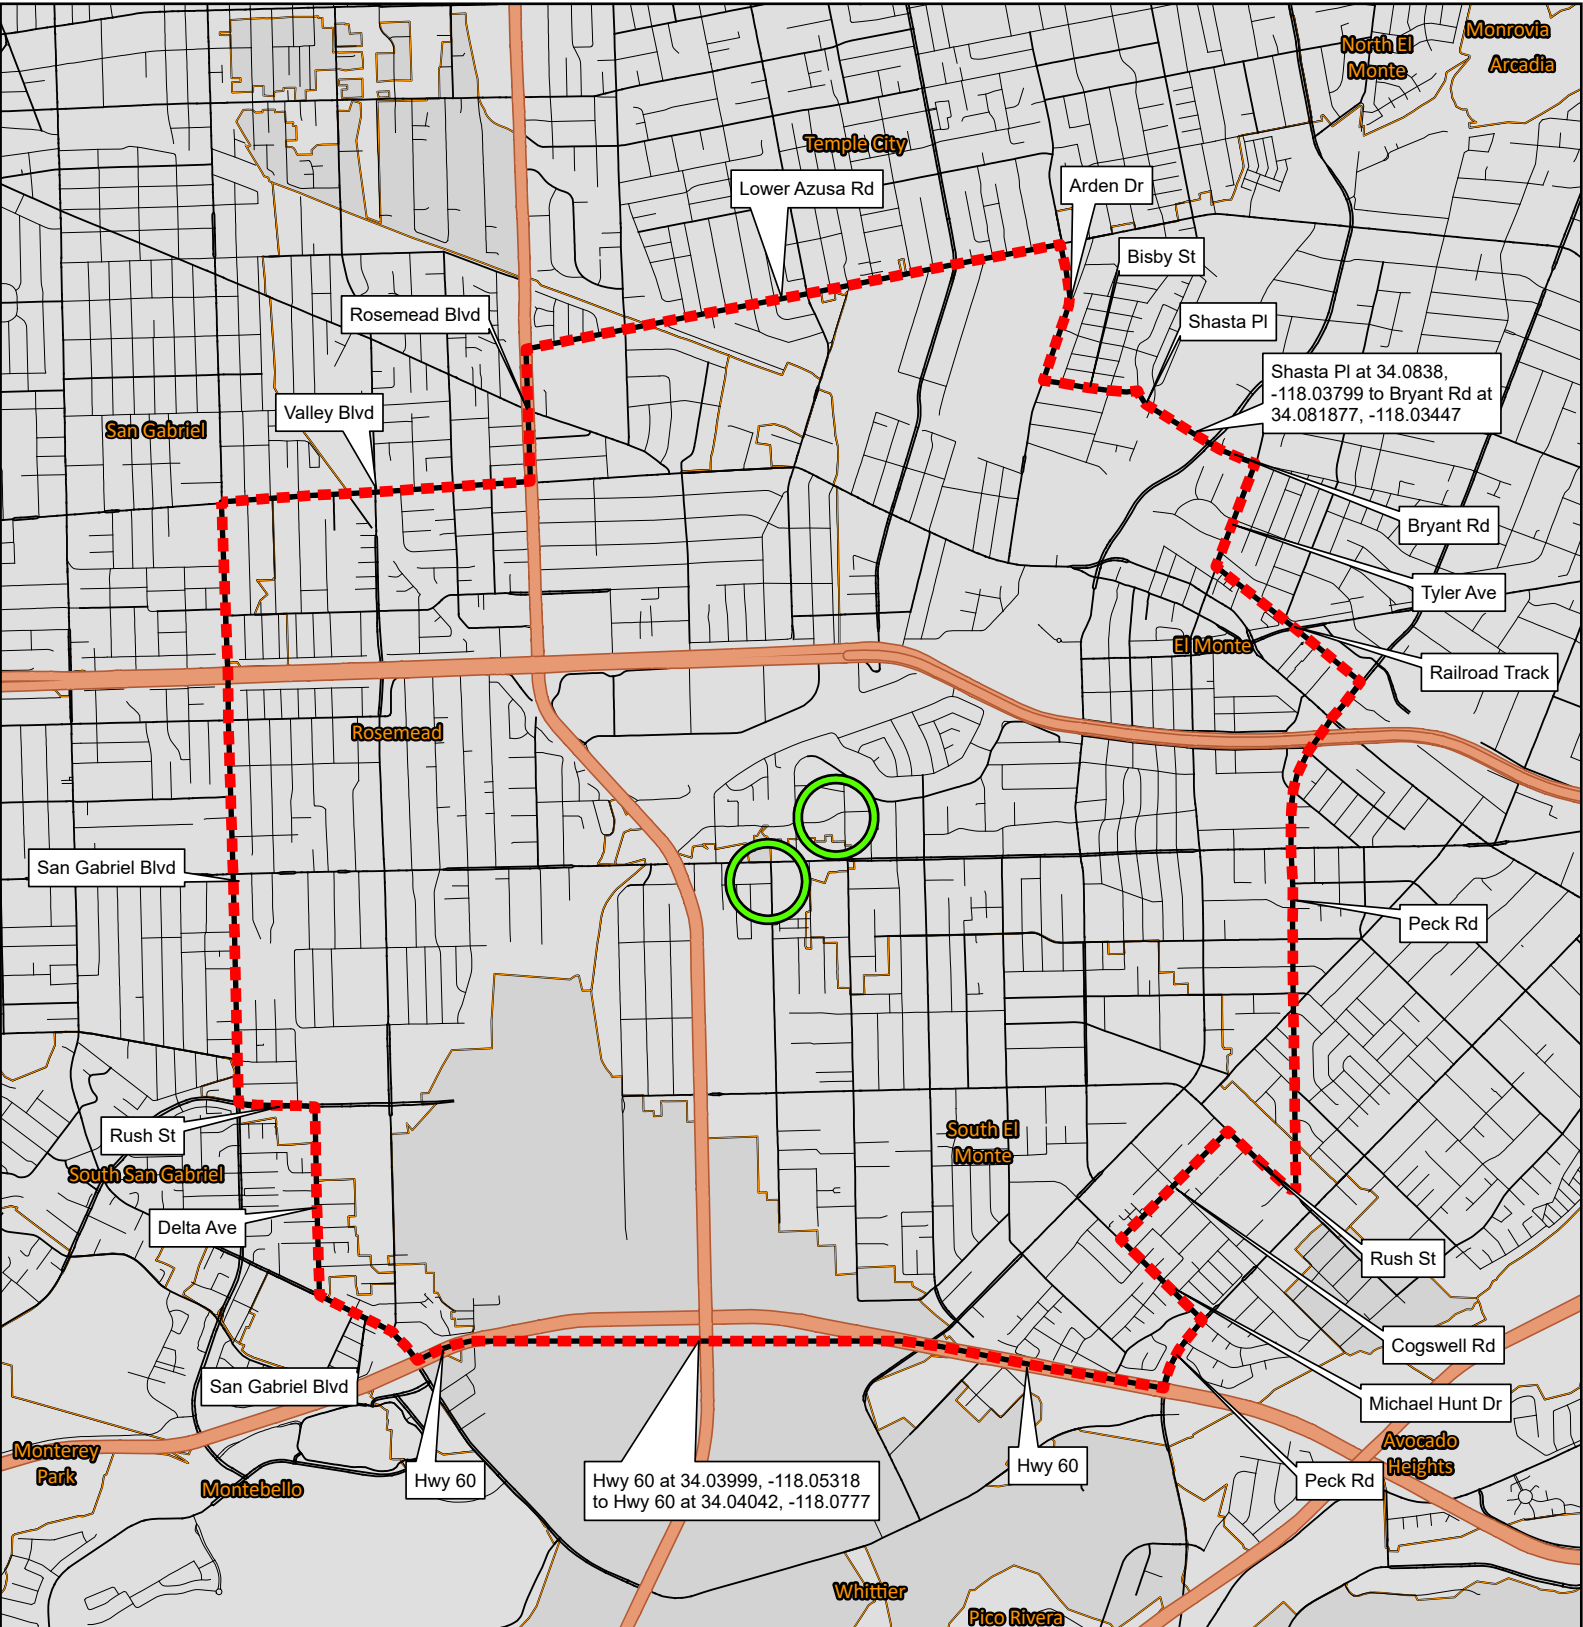 Monrovia
Arcadia
North El
Monte
Temple City
Lower Azusa Rd
Arden Dr
Bisby St
Rosemead Blvd
Shasta Pl
Shasta Pl at 34.0838,
-118.03799 to Bryant Rd at
34.081877, -118.03447
Valley Blvd
San Gabriel
Bryant Rd
Tyler Ave
El Monte
Railroad Track
Rosemead
San Gabriel Blvd
Peck Rd
Rush St
South El
Monte
South San Gabriel
Delta Ave
Rush St
Cogswell Rd
San Gabriel Blvd
Michael Hunt Dr
Monterey
Park
Avocado
Heights
Hwy 60
Hwy 60 at 34.03999, -118.05318
to Hwy 60 at 34.04042, -118.0777
Hwy 60
Peck Rd
Montebello
Whittier
Pico Rivera